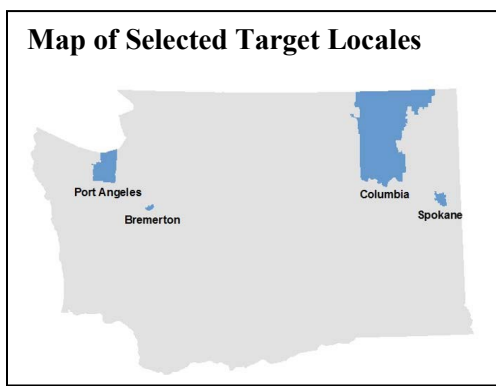 Map of Selected Target Locales
Port Angeles
Bremerton
Columbia
Spokane